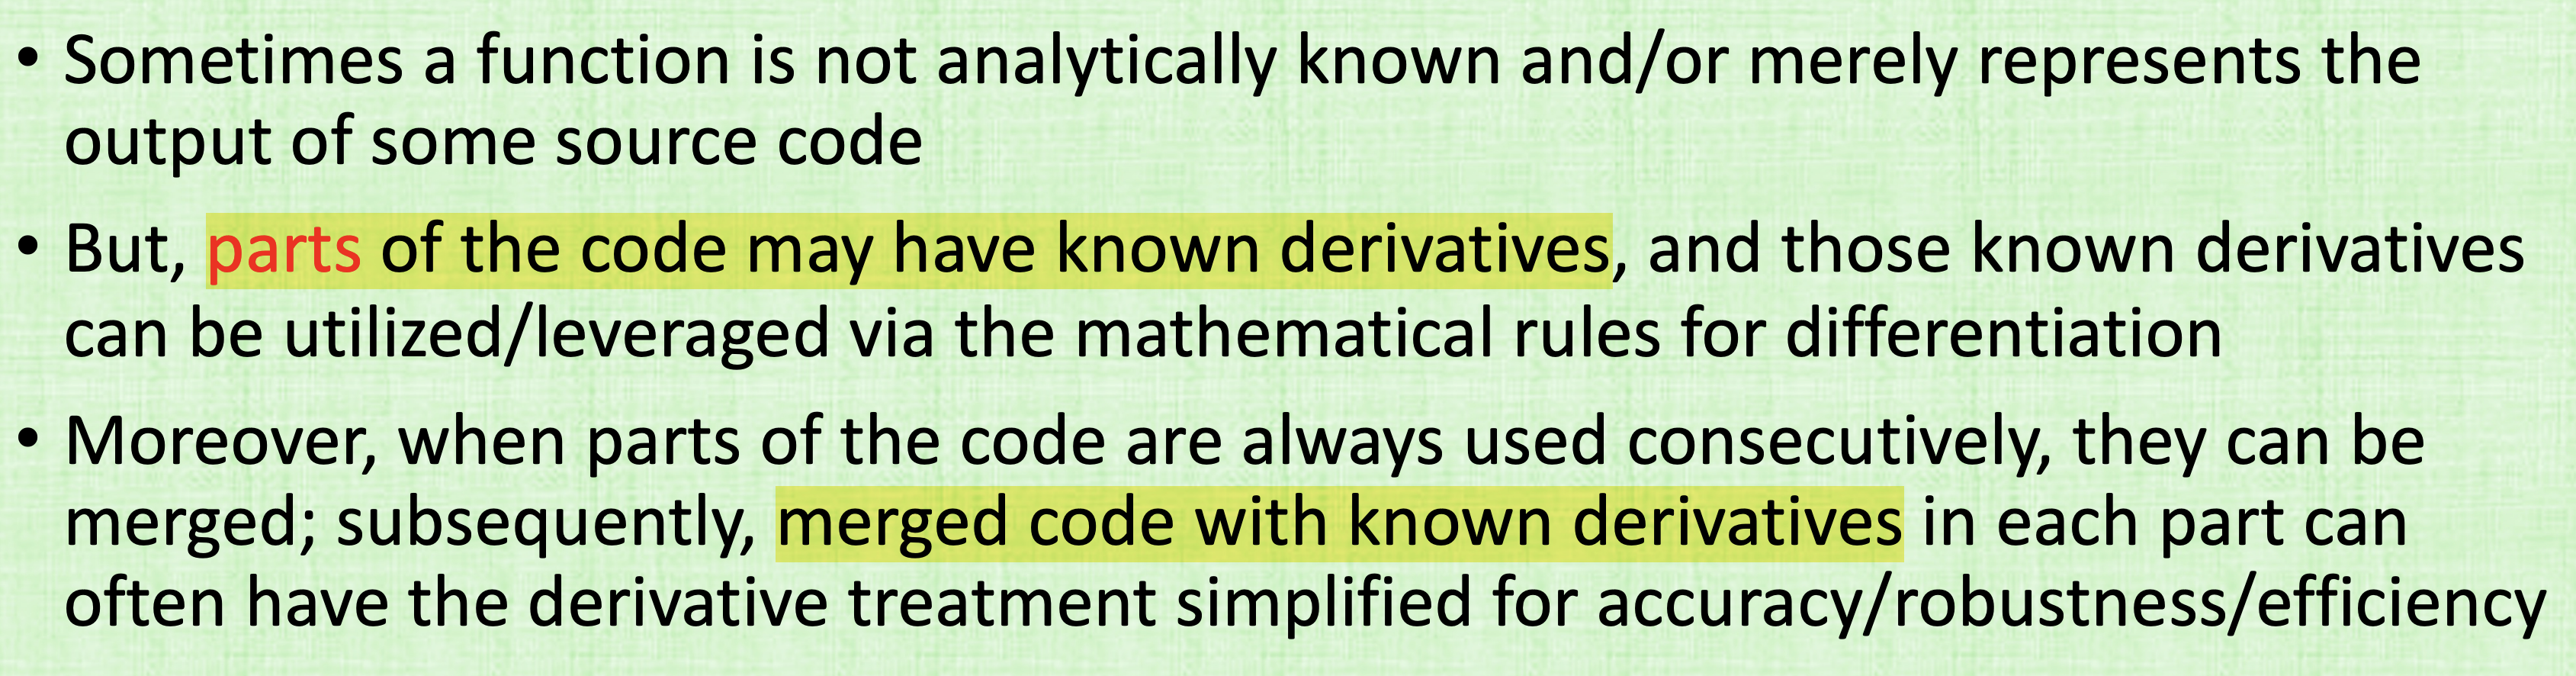 • Sometimes a function is not analytically known and/or merely represents the
output of some source code
• But, parts of the code may have known derivatives, and those known derivatives
can be utilized/leveraged via the mathematical rules for differentiation
• Moreover, when parts of the code are always used consecutively, they can be
merged; subsequently, merged code with known derivatives in each part can
often have the derivative treatment simplified for accuracy/robustness/efficiency